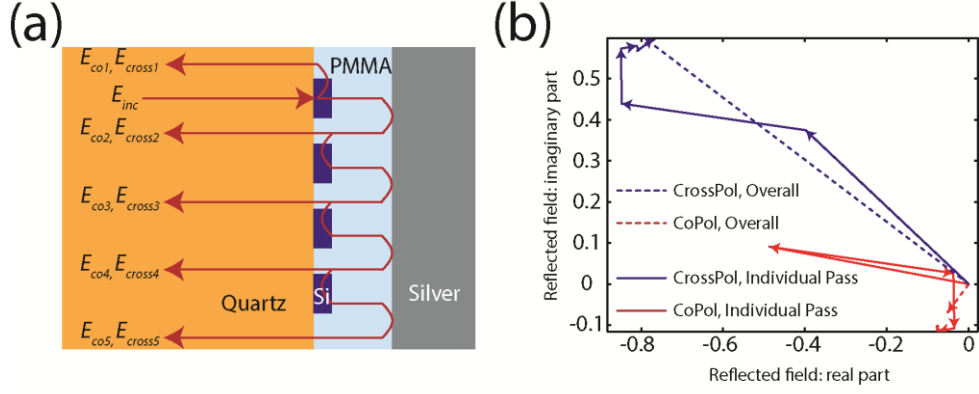 (a)
E_co1, E_cross1
PMMA
E_inc
E_co2, E_cross2
E_co3, E_cross3
E_co4, E_cross4
Quartz
Si
Silver
E_co5, E_cross5
(b)
Reflected field: imaginary part
0.5
0.4
0.3
0.2
0.1
0
-0.1
CrossPol, Overall
CoPol, Overall
CrossPol, Individual Pass
CoPol, Individual Pass
-0.8 -0.6 -0.4 -0.2 0
Reflected field: real part